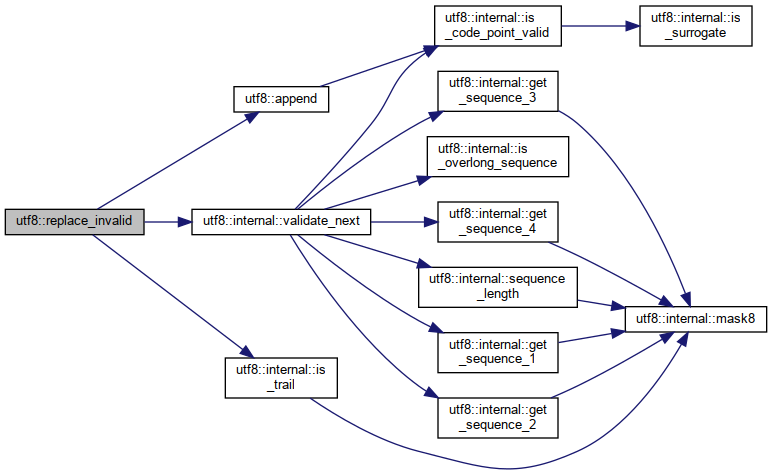 utf8::replace_invalid
utf8::append
utf8::internal::validate_next
utf8::internal::is
_trail
utf8::internal::is
_code_point_valid
utf8::internal::get
_sequence_3
utf8::internal::is
_overlong_sequence
utf8::internal::get
_sequence_4
utf8::internal::sequence
_length
utf8::internal::get
_sequence_1
utf8::internal::get
_sequence_2
utf8::internal::is
_surrogate
utf8::internal::mask8